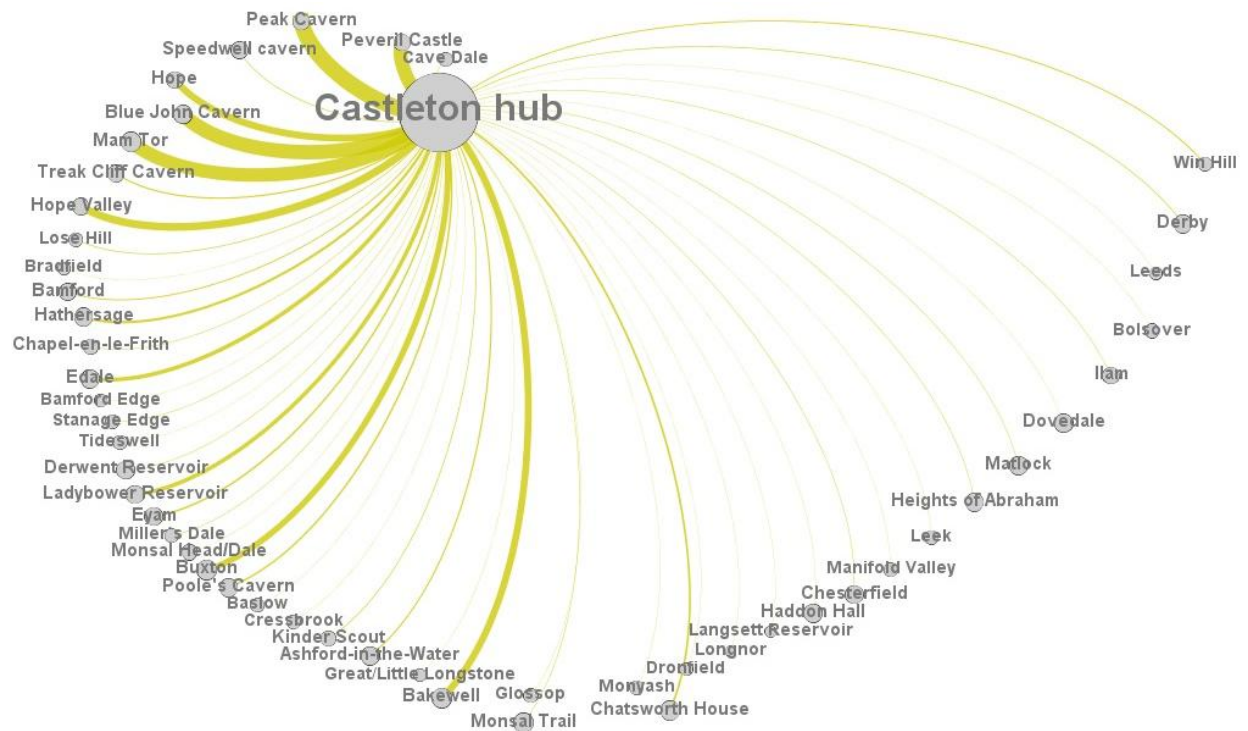 Peak Cavern
Peveril Castle
Speedwell cavern
Cave Dale
Hope
Castleton hub
Blue John Cavern
Mam Tor
Treak Cliff Cavern
Win Hill
Hope Valley
Derby
Lose Hill
Bradfield
Leeds
Bamford
Hathersage
Bolsover
Chapel-en-le-Frith
Edale
Ilam
Bamford Edge
Stanage Edge
Dovedale
Tideswell
Derwent Reservoir
Matlock
Ladybower Reservoir
Heights of Abraham
Eyam
Miller's Dale
Leek
Monsal Head/Dale
Buxton
Manifold Valley
Poole's Cavern
Chesterfield
Baslow
Haddon Hall
Cressbrook
Langsett Reservoir
Kinder Scout
Longnor
Ashford-in-the-Water
Dronfield
Great/Little Longstone
Monyash
Bakewell
Glossop
Chatsworth House
Monsal Trail